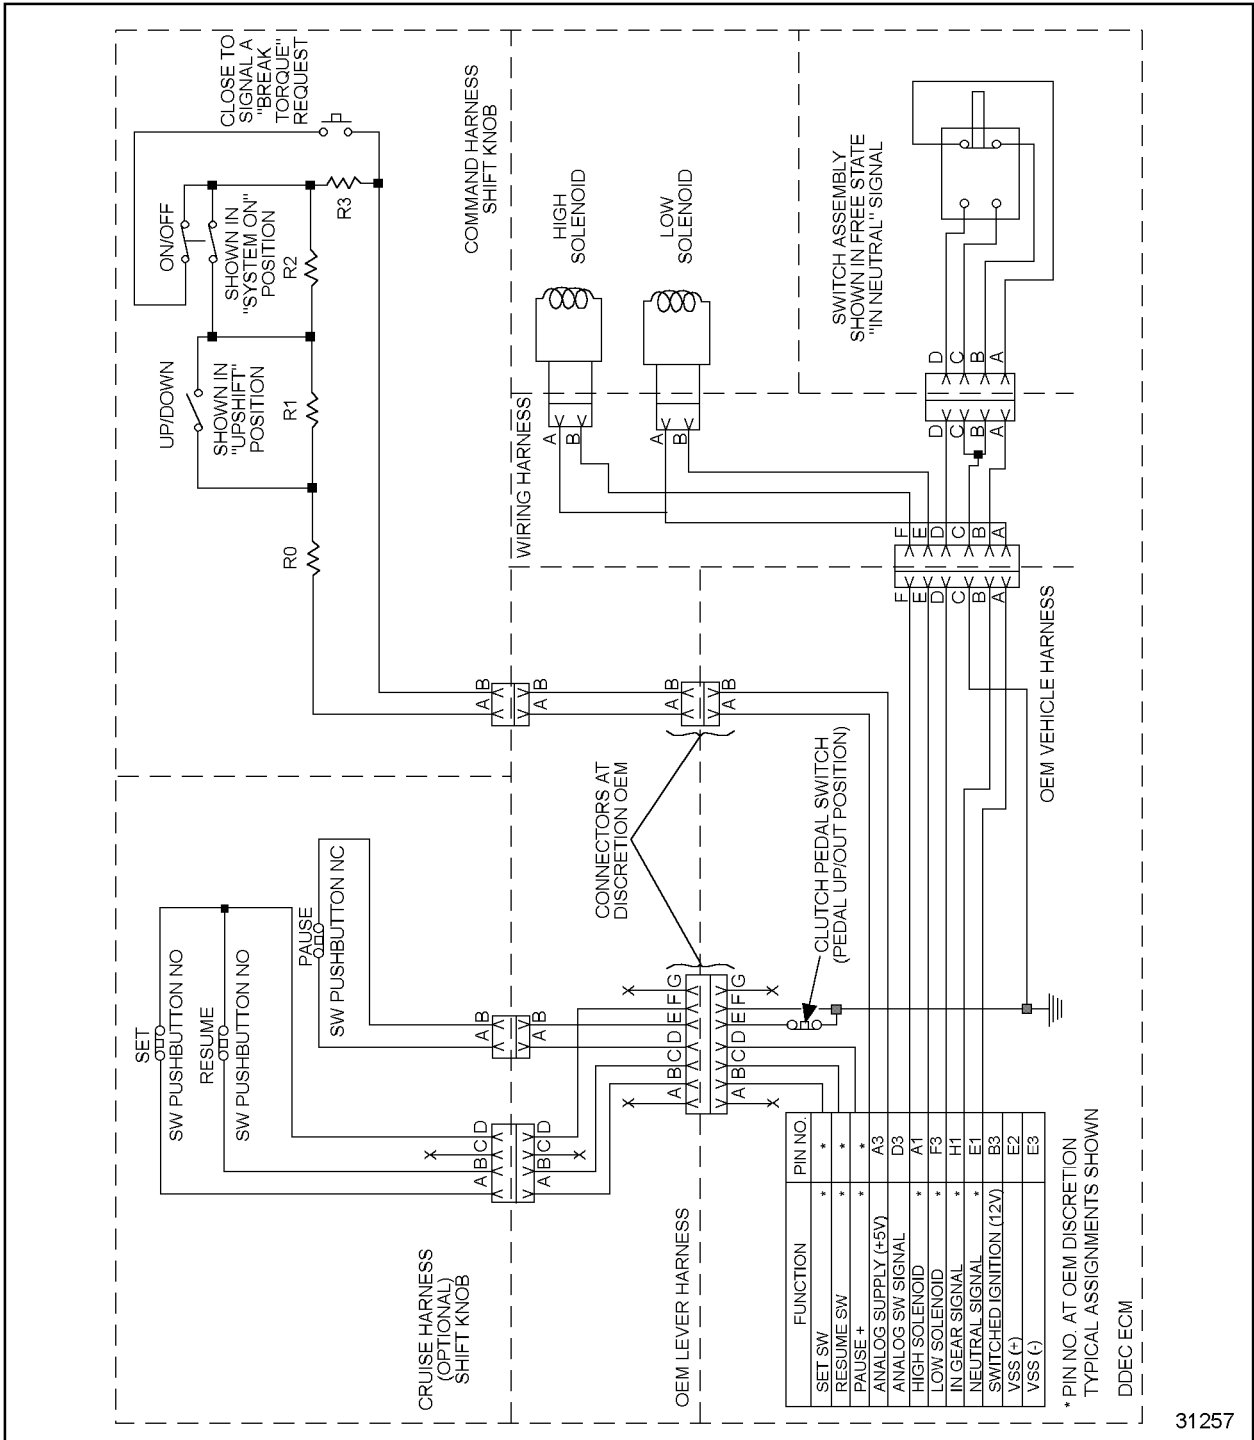 CLOSE TO
SIGNAL A
"BREAK
TORQUE"
REQUEST
ON/OFF
SHOWN IN
"SYSTEM ON"
POSITION
R3
R2
UP/DOWN
SHOWN IN
"UPSHIFT"
POSITION
R1
R0
COMMAND HARNESS
SHIFT KNOB
HIGH
SOLENOID
LOW
SOLENOID
SWITCH ASSEMBLY
SHOWN IN FREE STATE
"IN NEUTRAL" SIGNAL
WIRING HARNESS
A
B
A
B
D
C
B
A
D
C
B
A
F
E
D
C
B
A
F
E
D
C
B
A
OEM VEHICLE HARNESS
A B
A B
A B
A B
CONNECTORS AT
DISCRETION OEM
CLUTCH PEDAL SWITCH
(PEDAL UP/OUT POSITION)
SET
SW PUSHBUTTON NO
RESUME
SW PUSHBUTTON NO
PAUSE
SW PUSHBUTTON NC
A B
A B
A B C D
A B C D
A B C D E F G
A B C D E F G
CRUISE HARNESS
(OPTIONAL)
SHIFT KNOB
OEM LEVER HARNESS
FUNCTION PIN NO.
SET SW * *
RESUME SW * *
PAUSE + * *
ANALOG SUPPLY (+5V) A3
ANALOG SW SIGNAL D3
HIGH SOLENOID * A1
LOW SOLENOID * F3
IN GEAR SIGNAL * H1
NEUTRAL SIGNAL * E1
SWITCHED IGNITION (12V) B3
VSS (+) E2
VSS (-) E3
* PIN NO. AT OEM DISCRETION
TYPICAL ASSIGNMENTS SHOWN
DDEC ECM
31257